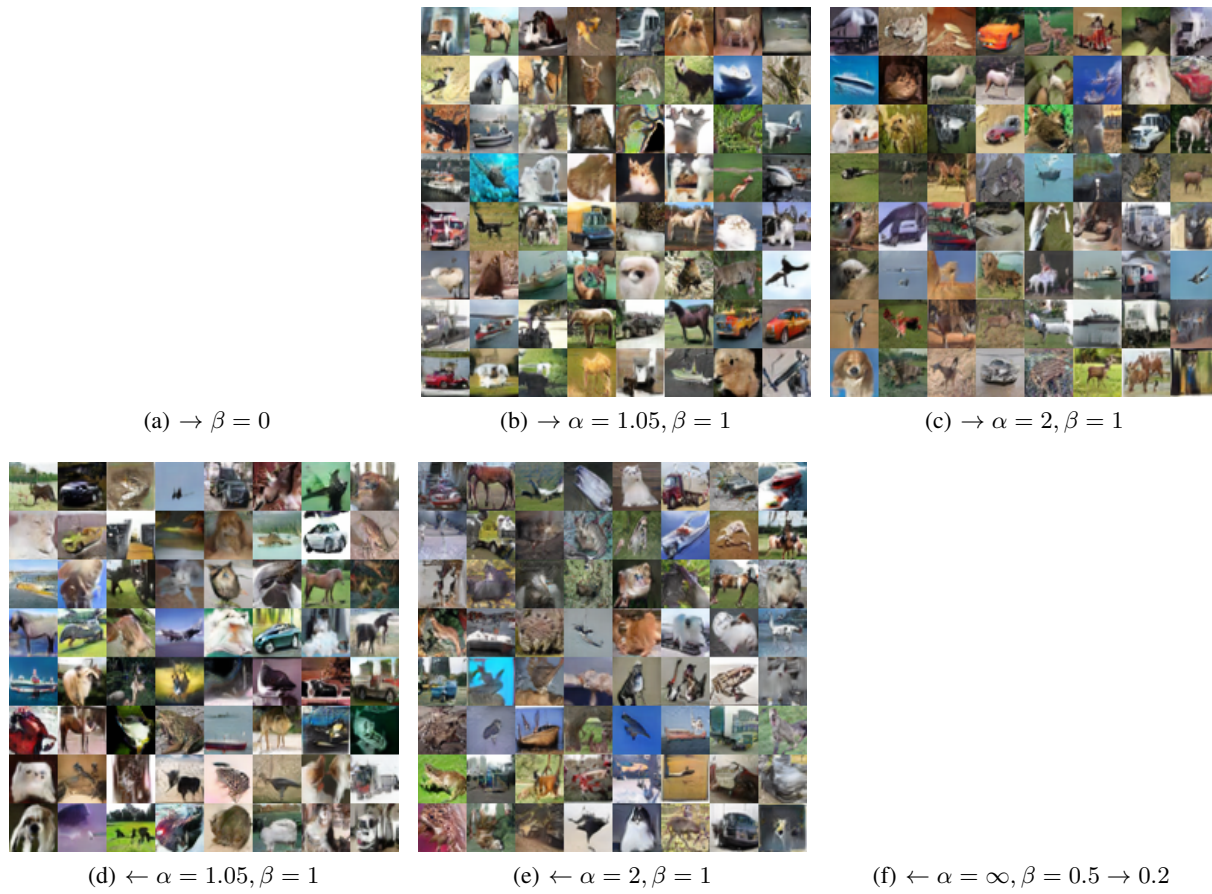 (a) → β = 0
(b) → α = 1.05, β = 1
(c) → α = 2, β = 1
(d) ← α = 1.05, β = 1
(e) ← α = 2, β = 1
(f) ← α = ∞, β = 0.5 → 0.2